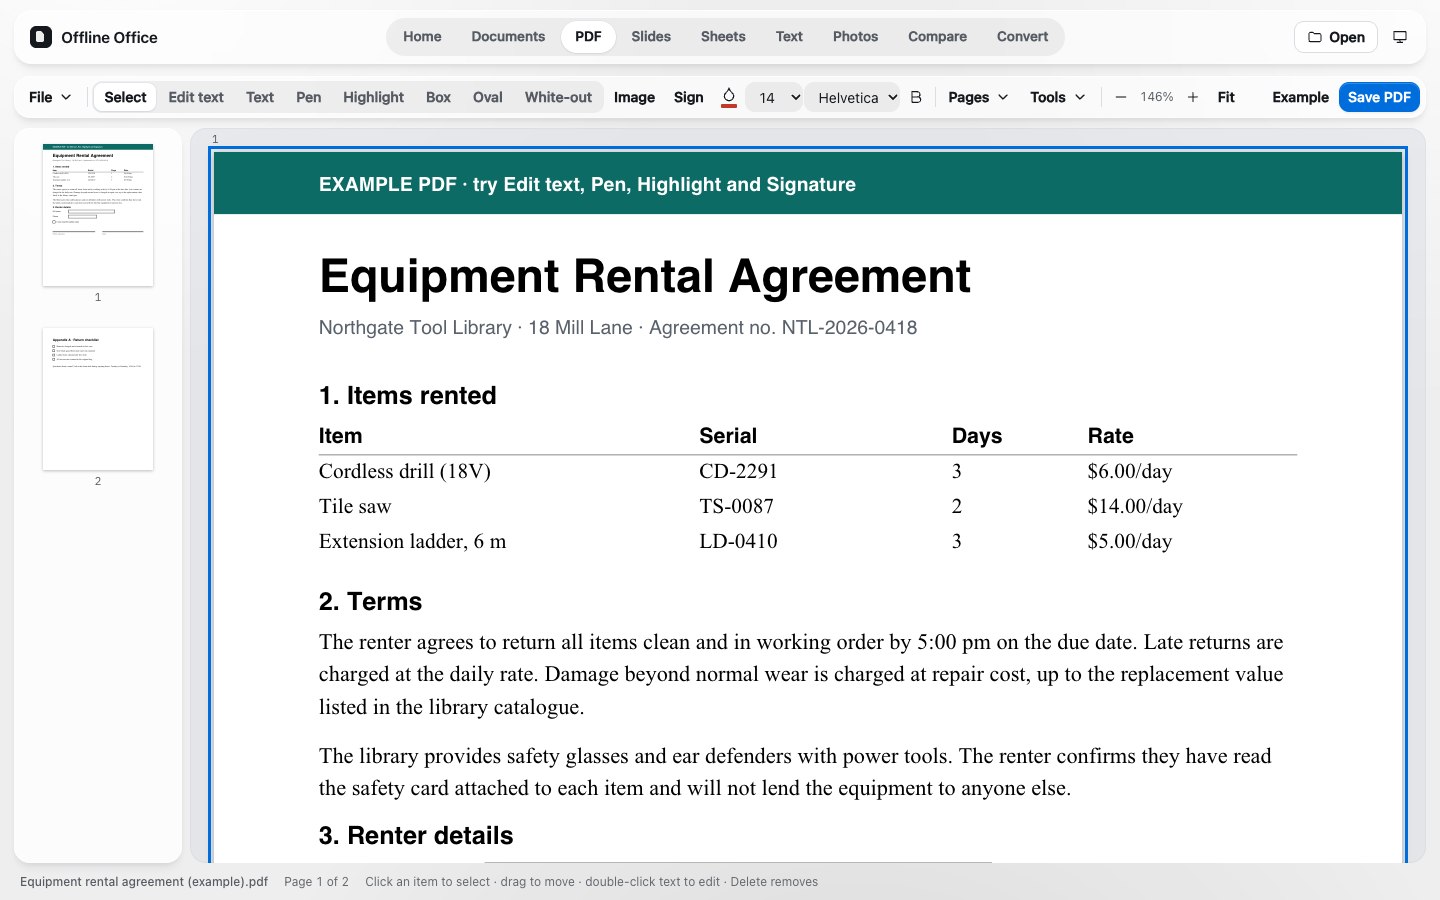 Offline Office
Home Documents PDF Slides Sheets Text Photos Compare Convert
Open
File Select Edit text Text Pen Highlight Box Oval White-out Image Sign 14 Helvetica B Pages Tools 146% Fit Example Save PDF
1
2
1
EXAMPLE PDF · try Edit text, Pen, Highlight and Signature
Equipment Rental Agreement
Northgate Tool Library · 18 Mill Lane · Agreement no. NTL-2026-0418
1. Items rented
Item Serial Days Rate
Cordless drill (18V) CD-2291 3 $6.00/day
Tile saw TS-0087 2 $14.00/day
Extension ladder, 6 m LD-0410 3 $5.00/day
2. Terms
The renter agrees to return all items clean and in working order by 5:00 pm on the due date. Late returns are
charged at the daily rate. Damage beyond normal wear is charged at repair cost, up to the replacement value
listed in the library catalogue.
The library provides safety glasses and ear defenders with power tools. The renter confirms they have read
the safety card attached to each item and will not lend the equipment to anyone else.
3. Renter details
Equipment rental agreement (example).pdf Page 1 of 2 Click an item to select · drag to move · double-click text to edit · Delete removes